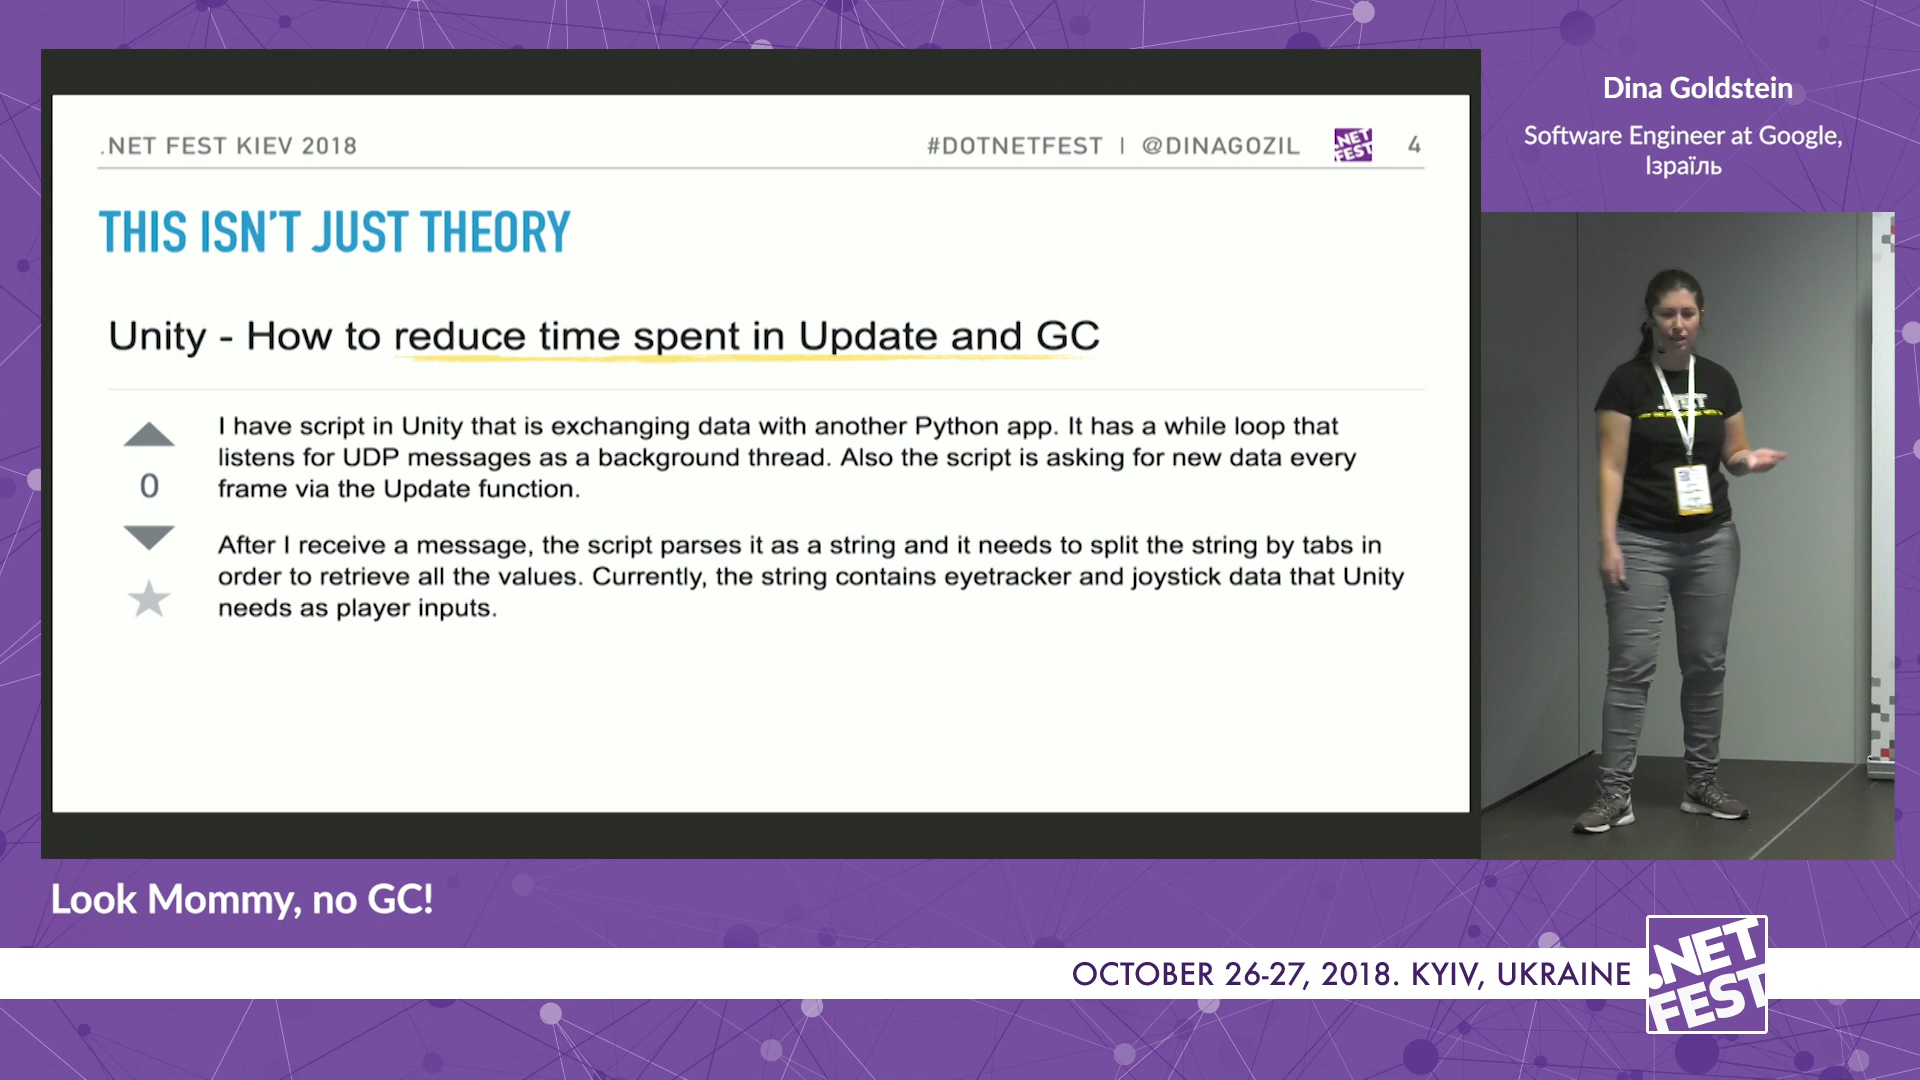 Dina Goldstein
Software Engineer at Google,
Ізраїль
.NET FEST KIEV 2018
#DOTNETFEST | @DINAGOZIL
.NET
FEST
4
THIS ISN'T JUST THEORY
Unity - How to reduce time spent in Update and GC
I have script in Unity that is exchanging data with another Python app. It has a while loop that
listens for UDP messages as a background thread. Also the script is asking for new data every
frame via the Update function.
0
After I receive a message, the script parses it as a string and it needs to split the string by tabs in
order to retrieve all the values. Currently, the string contains eyetracker and joystick data that Unity
needs as player inputs.
Look Mommy, no GC!
OCTOBER 26-27, 2018. KYIV, UKRAINE
.NET
FEST